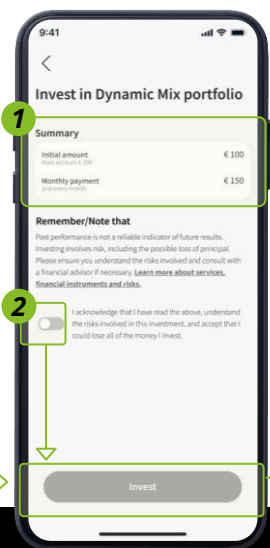 9:41
Invest in Dynamic Mix portfolio
1
Summary
Initial amount € 100
Main account € 350
Monthly payment € 150
2nd every month
Remember/Note that
Past performance is not a reliable indicator of future results.
Investing involves risk, including the possible loss of principal.
Please ensure you understand the risks involved and consult with
a financial advisor if necessary. Learn more about services,
financial instruments and risks.
2
I acknowledge that I have read the above, understand
the risks involved in this investment, and accept that I
could lose all of the money I invest.
Invest